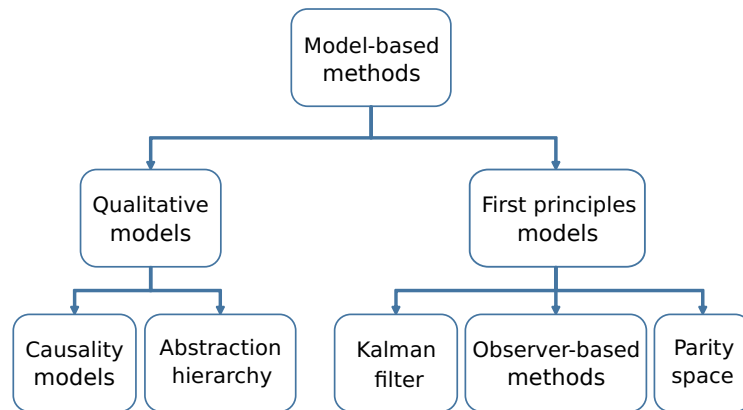 Model-based
methods
Qualitative
models
First principles
models
Causality
models
Abstraction
hierarchy
Kalman
filter
Observer-based
methods
Parity
space